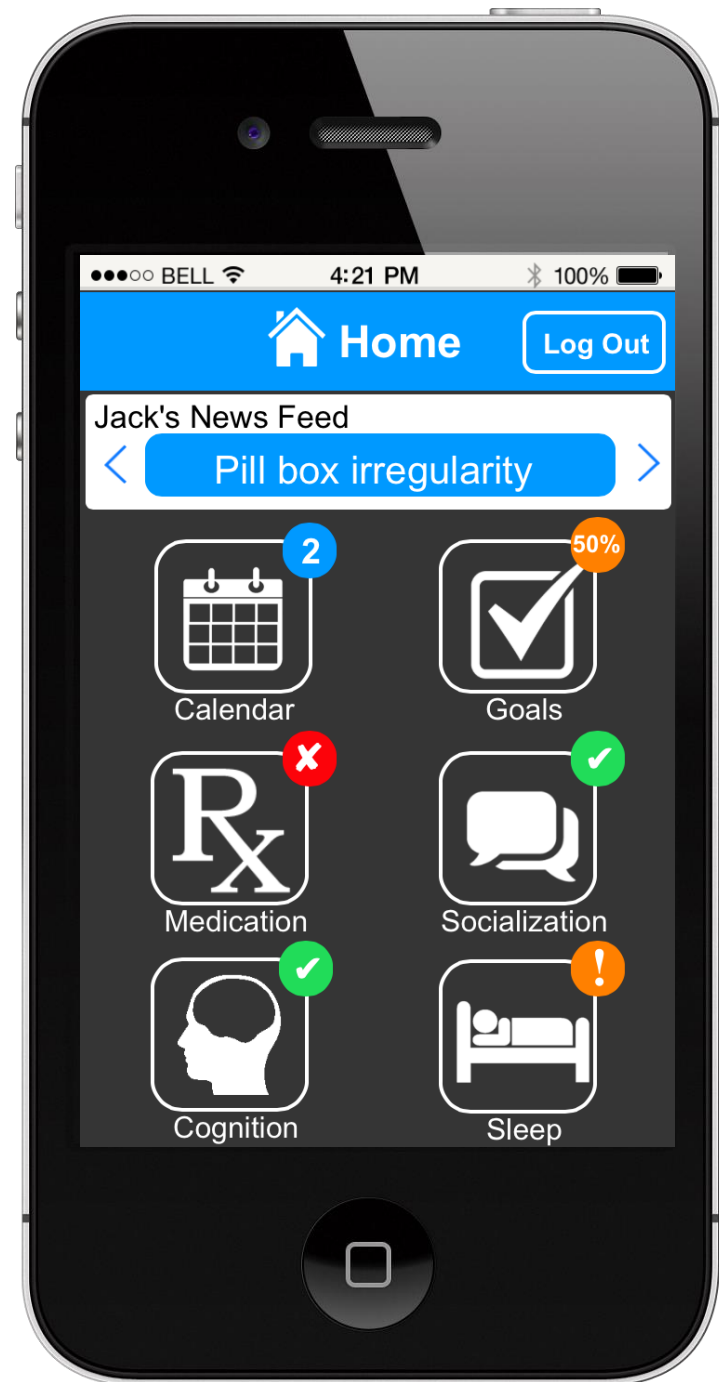 BELL 4:21 PM 100%
Home
Log Out
Jack's News Feed
Pill box irregularity
2
50%
Calendar
Goals
Rx
Medication
Socialization
!
Cognition
Sleep